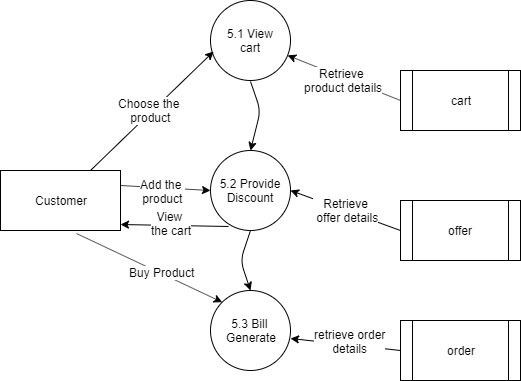 5.1 View
cart
Retrieve
product details
cart
Choose the
product
Customer
Add the
product
5.2 Provide
Discount
View
the cart
Retrieve
offer details
offer
Buy Product
5.3 Bill
Generate
retrieve order
details
order